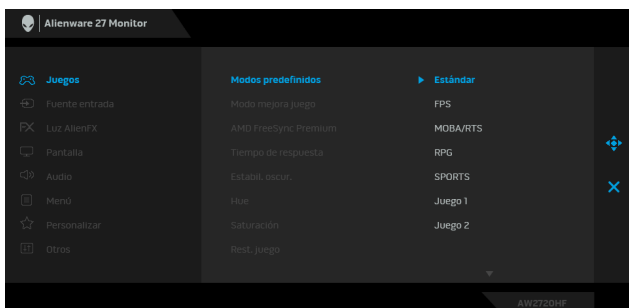 Alienware 27 Monitor
Juegos
Modos predefinidos
Estándar
Fuente entrada
Modo mejora juego
FPS
FX
Luz AlienFX
AMD FreeSync Premium
MOBA/RTS
Pantalla
Tiempo de respuesta
RPG
Audio
Estabil. oscur.
SPORTS
Menú
Hue
Juego 1
Personalizar
Saturación
Juego 2
Otros
Rest. juego
AW2720HF